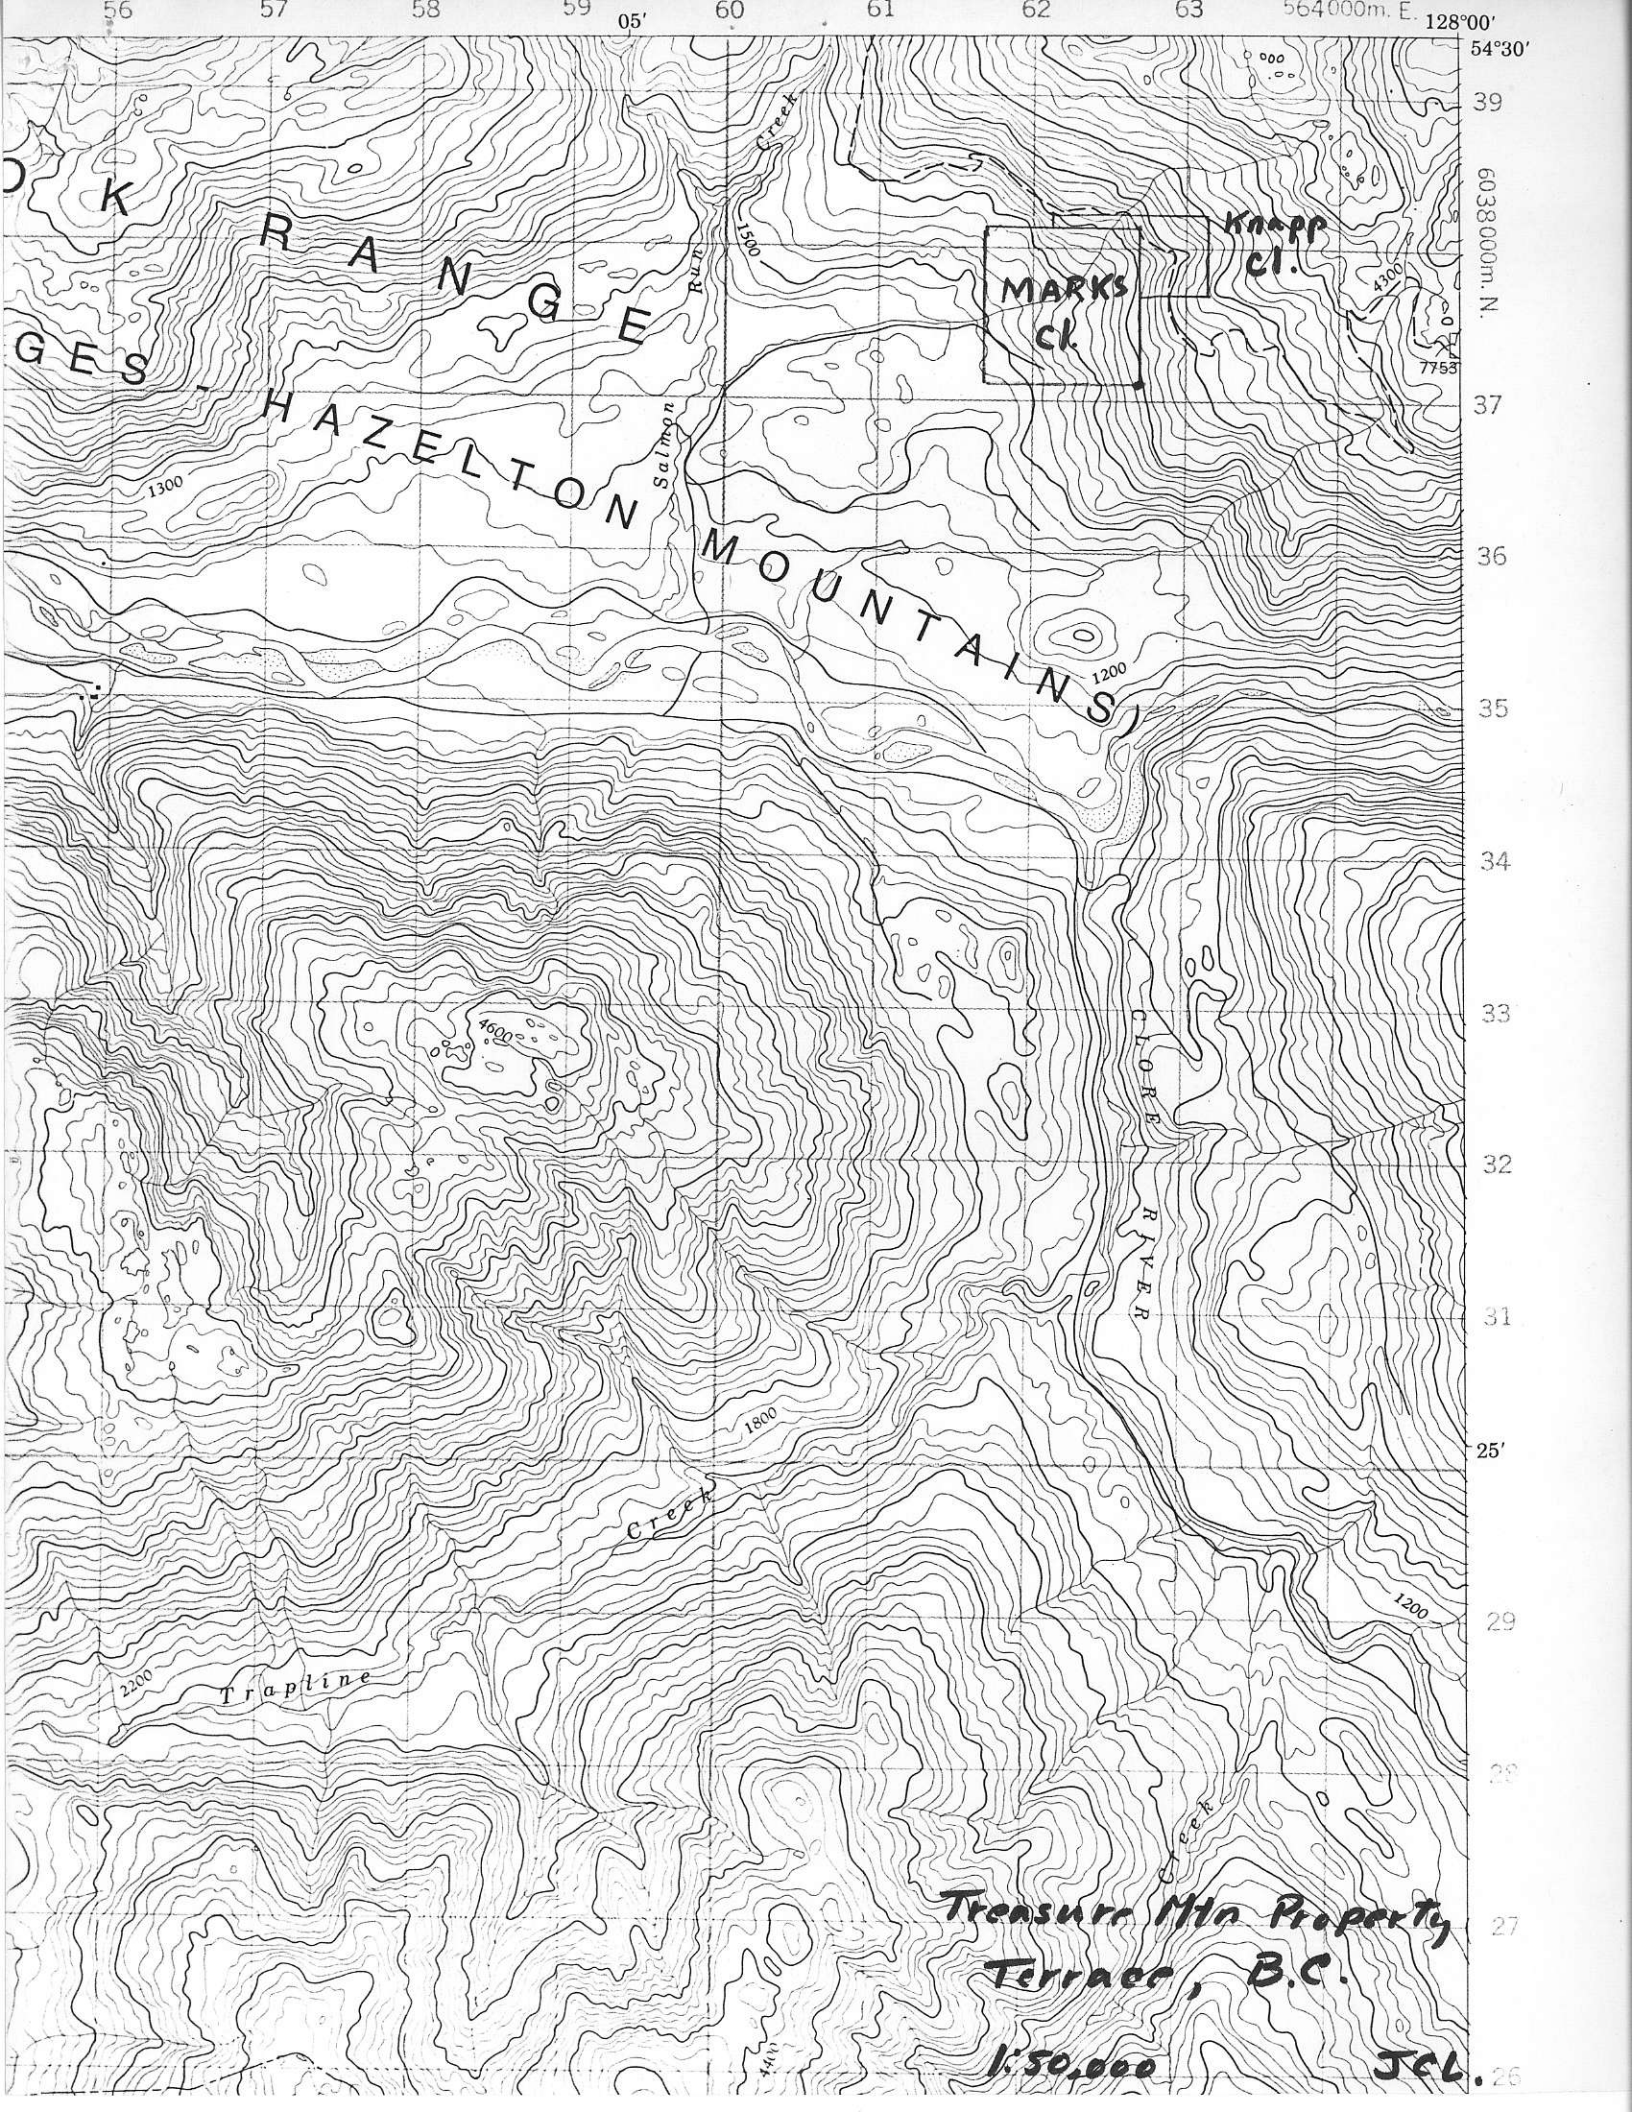 56 57 58 59 05' 60 61 62 63 564000m. E. 128°00'
54°30'
39
Creek
K
6038000m. N.
RANGE
1500
Knapp
cl.
Run
MARKS
cl.
4300
7753
GES - HAZELTON MOUNTAINS
37
Salmon
1300
36
1200
35
34
33
4600
CLORE RIVER
32
31
1800
25'
Creek
1200
29
2200
Trapline
28
Creek
Treasure Mtn Property
27
Terrace, B.C.
1:50,000
JCL.
26
4400